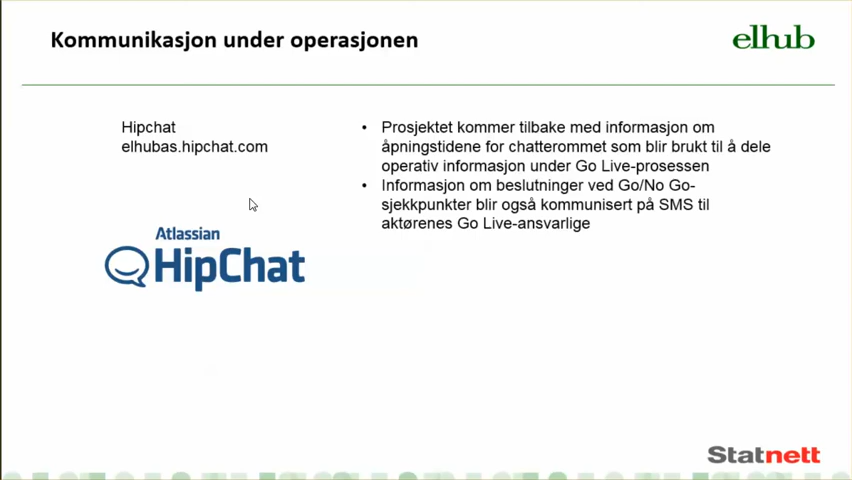 Kommunikasjon under operasjonen
elhub
Hipchat
elhubas.hipchat.com
Atlassian
HipChat
• Prosjektet kommer tilbake med informasjon om
åpningstidene for chatterommet som blir brukt til å dele
operativ informasjon under Go Live-prosessen
• Informasjon om beslutninger ved Go/No Go-
sjekkpunkter blir også kommunisert på SMS til
aktørenes Go Live-ansvarlige
Statnett